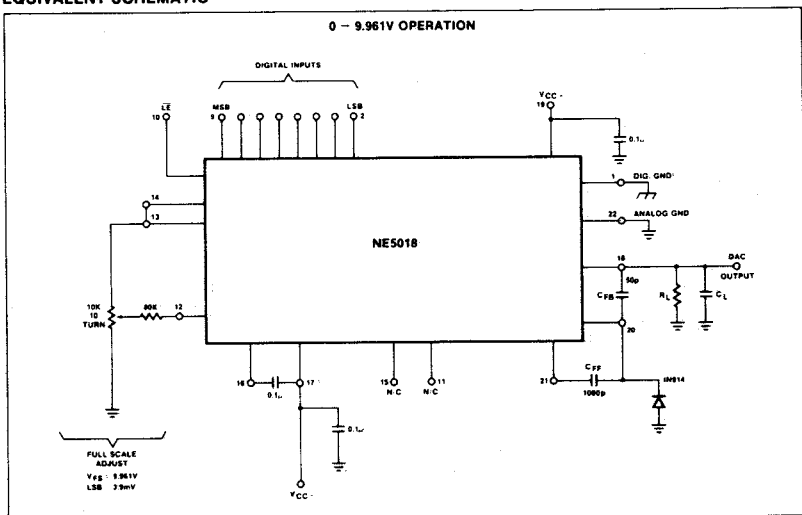 EQUIVALENT SCHEMATIC
0 – 9.961V OPERATION
DIGITAL INPUTS
LE
10
MSB
9
LSB
2
VCC
19
0.1μ
1
DIG. GND
22
ANALOG GND
14
13
NE5018
18
DAC
OUTPUT
50p
CFB
RL
CL
10K
10
TURN
80K
12
20
16
0.1μ
17
15
N/C
11
N/C
21
CFF
1000p
IN914
0.1μ
VCC
FULL SCALE
ADJUST
VFS 9.961V
LSB 3.9mV